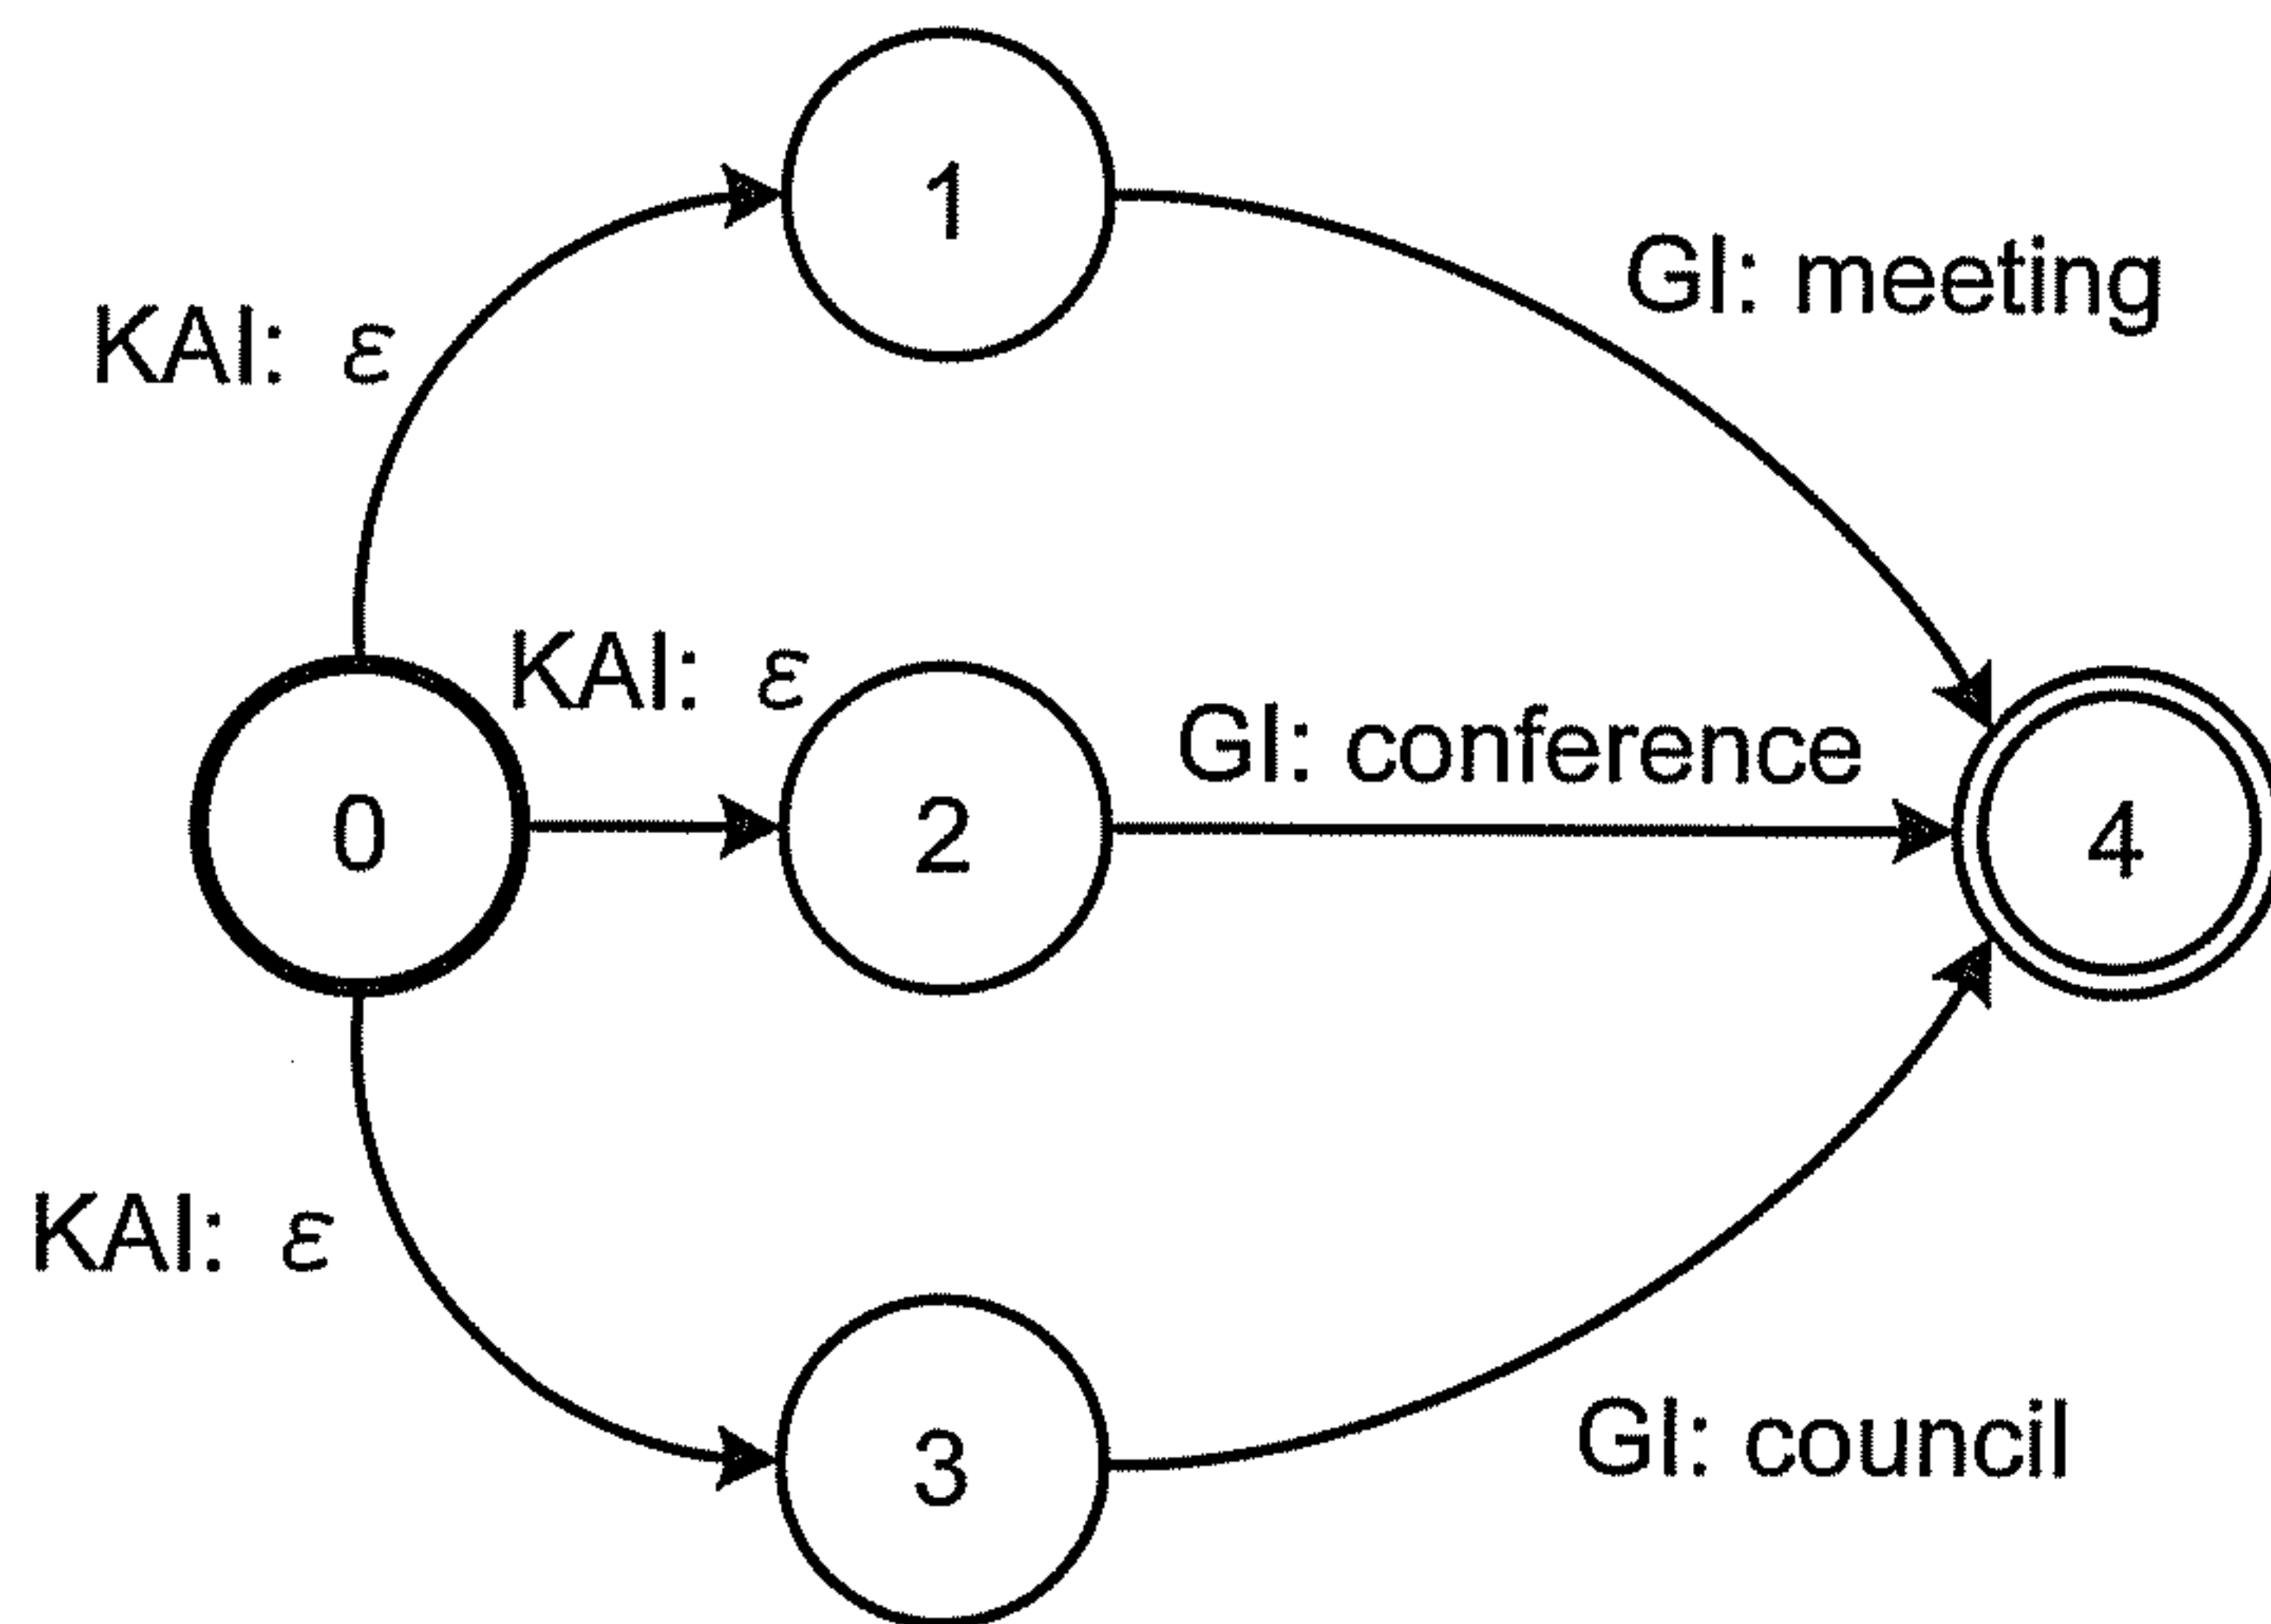 1
GI: meeting
KAI: ε
KAI: ε
GI: conference
0
2
4
KAI: ε
GI: council
3